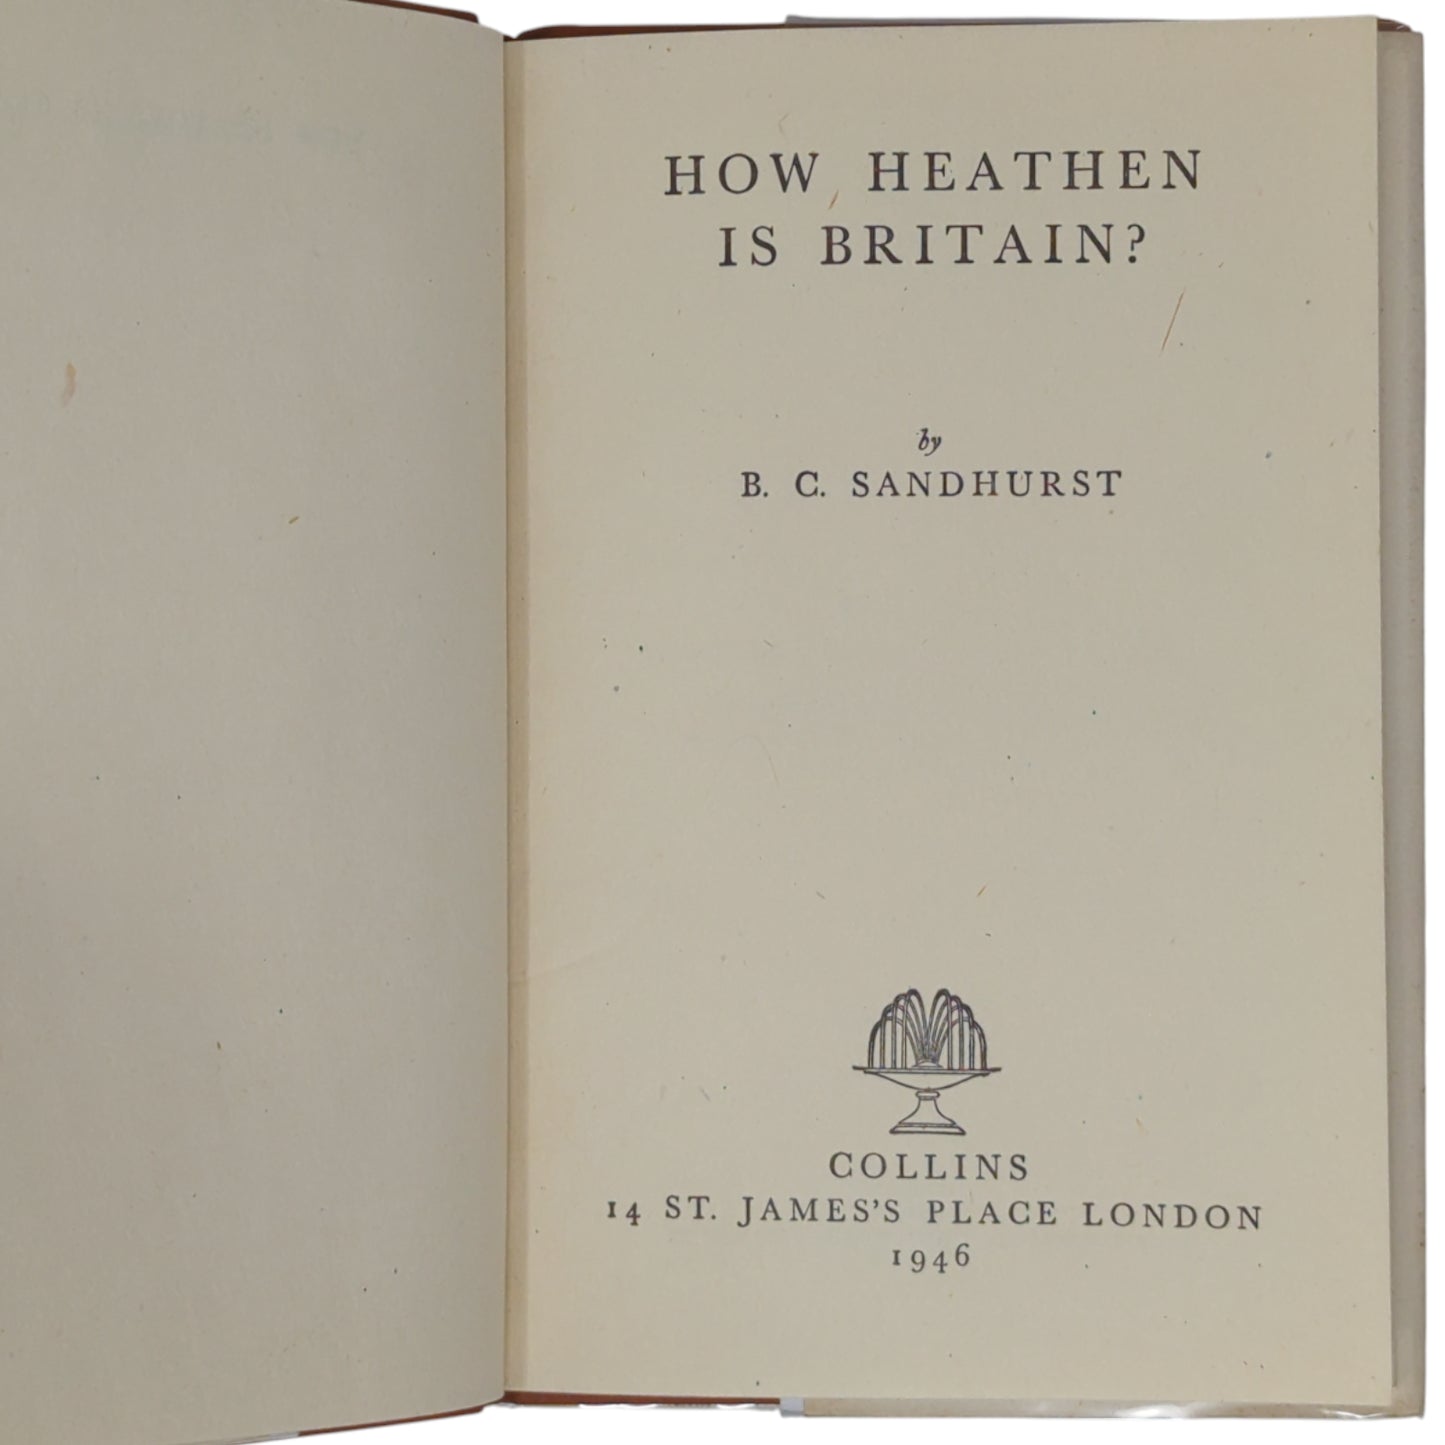 HOW HEATHEN
IS BRITAIN?
by
B. C. SANDHURST
COLLINS
14 ST. JAMES'S PLACE LONDON
1946